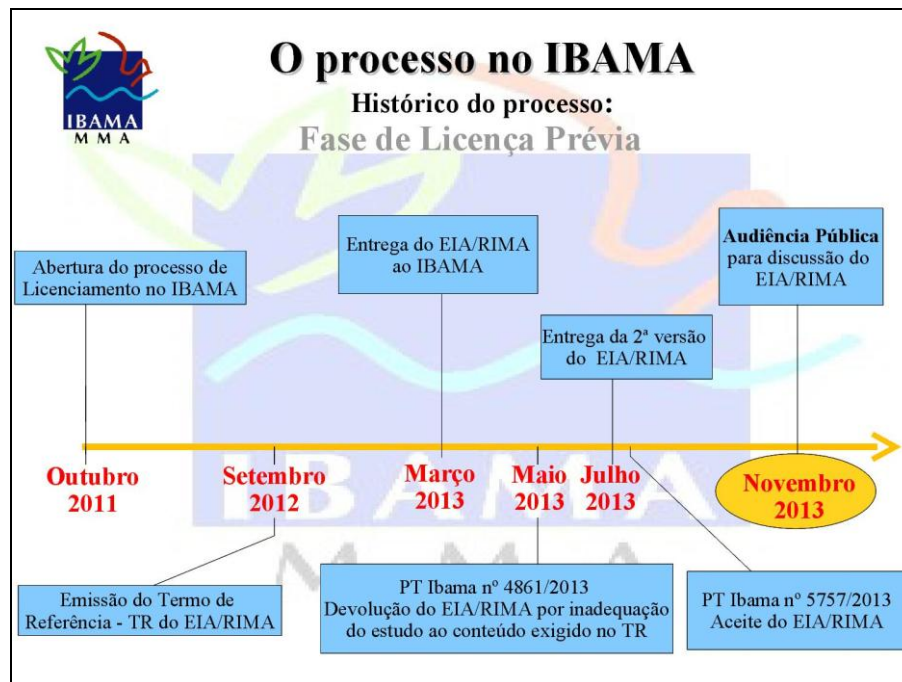 IBAMA
M M A
O processo no IBAMA
Histórico do processo:
Fase de Licença Prévia
Abertura do processo de
Licenciamento no IBAMA
Entrega do EIA/RIMA
ao IBAMA
Entrega da 2ª versão
do EIA/RIMA
Audiência Pública
para discussão do
EIA/RIMA
Outubro
2011
Setembro
2012
Março
2013
Maio
2013
Julho
2013
Novembro
2013
IBAMA
M M A
Emissão do Termo de
Referência - TR do EIA/RIMA
PT Ibama nº 4861/2013
Devolução do EIA/RIMA por inadequação
do estudo ao conteúdo exigido no TR
PT Ibama nº 5757/2013
Aceite do EIA/RIMA